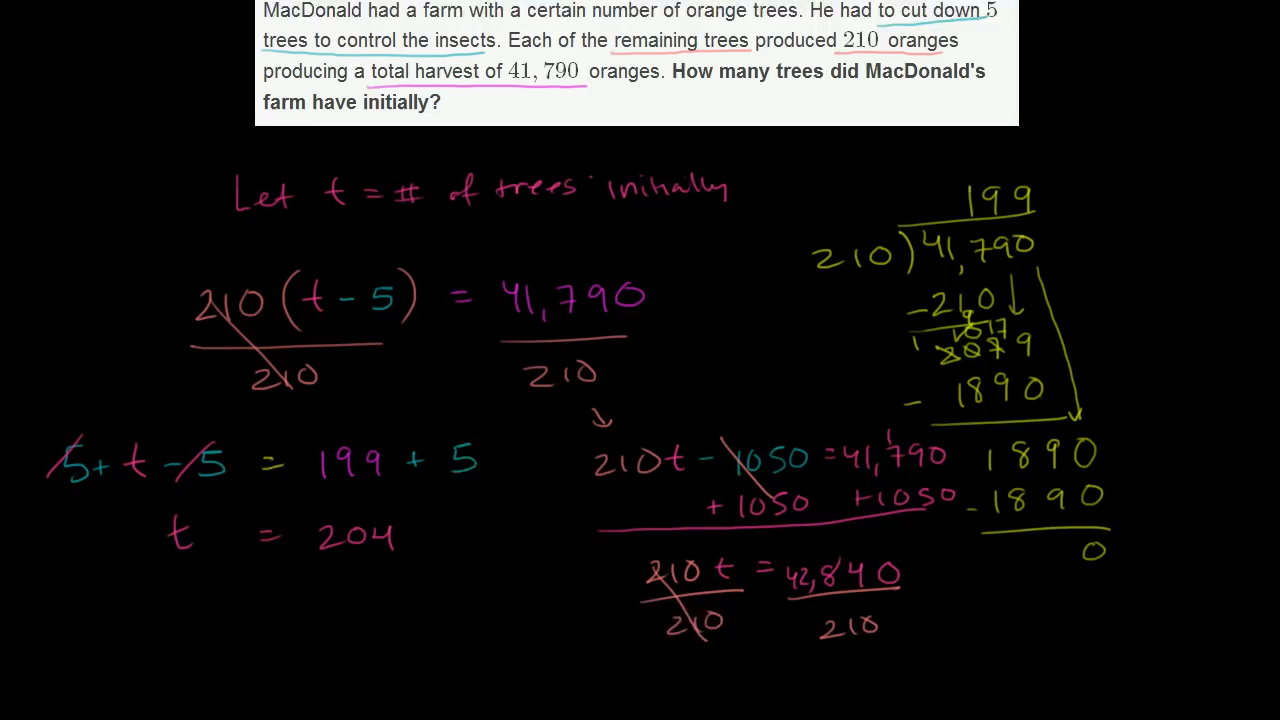 MacDonald had a farm with a certain number of orange trees. He had to cut down 5
trees to control the insects. Each of the remaining trees produced 210 oranges
producing a total harvest of 41,790 oranges. How many trees did MacDonald's
farm have initially?
Let t = # of trees initially
210 (t - 5) = 41,790
210 210
5 + t - 5 = 199 + 5
t = 204
210t - 1050 = 41,790
+ 1050 +1050
210 t = 42,840
210 210
199
210 ) 41,790
- 210
2079
- 1890
1890
- 1890
0